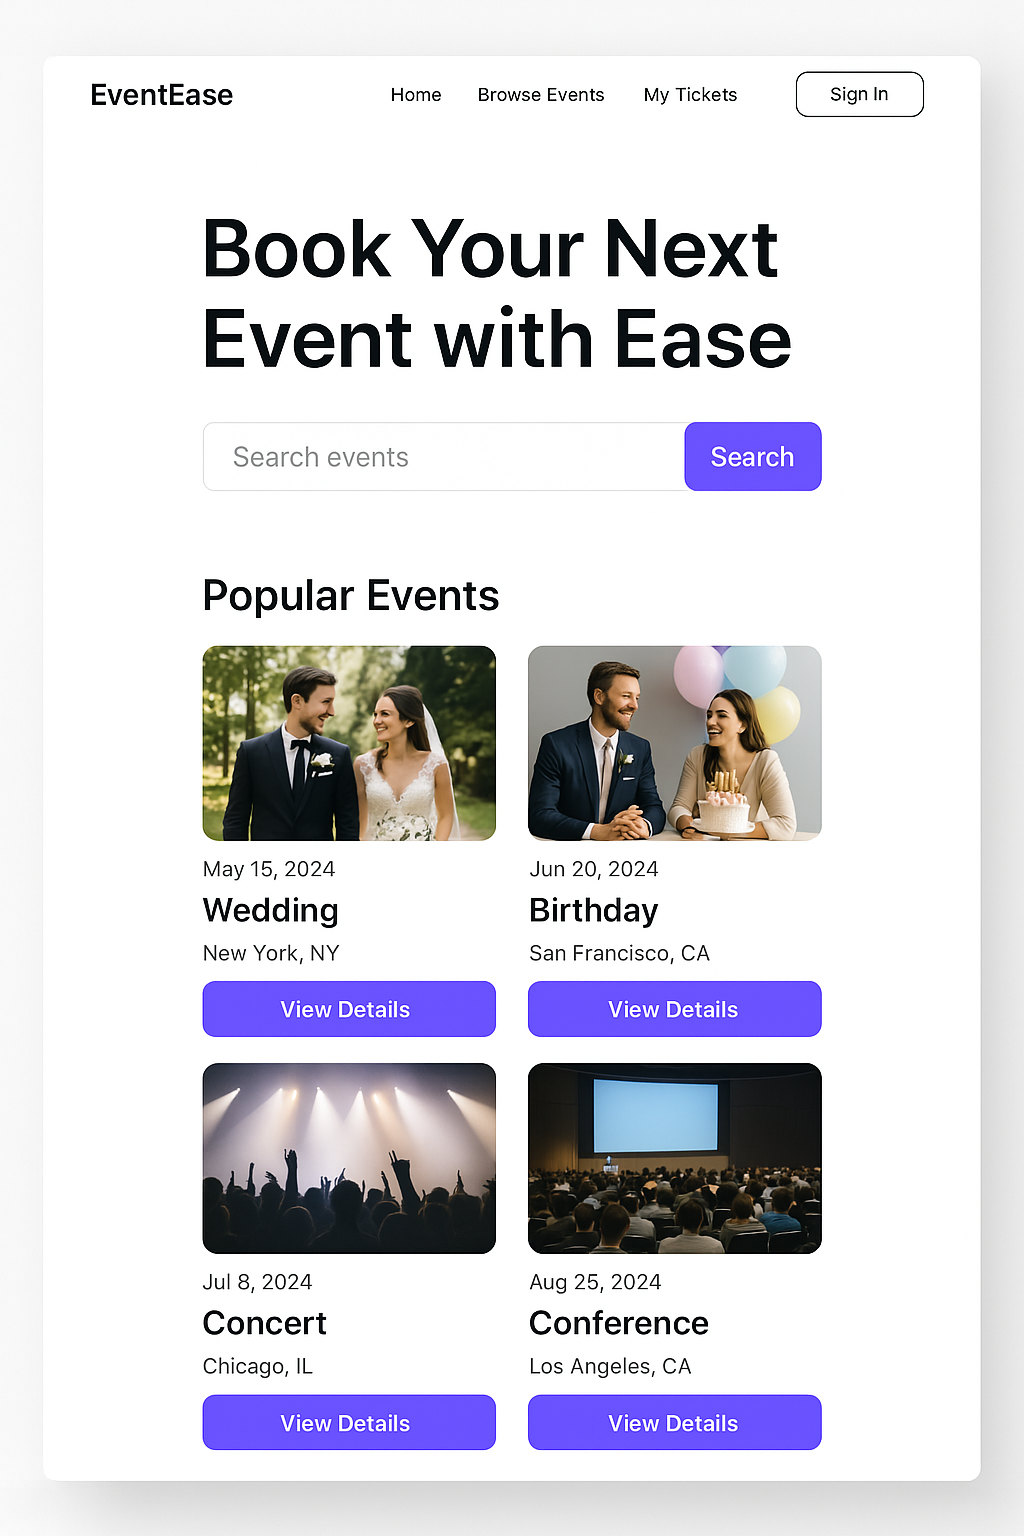 EventEase
Home
Browse Events
My Tickets
Sign In
Book Your Next
Event with Ease
Search events
Search
Popular Events
May 15, 2024
Wedding
New York, NY
View Details
Jun 20, 2024
Birthday
San Francisco, CA
View Details
Jul 8, 2024
Concert
Chicago, IL
View Details
Aug 25, 2024
Conference
Los Angeles, CA
View Details